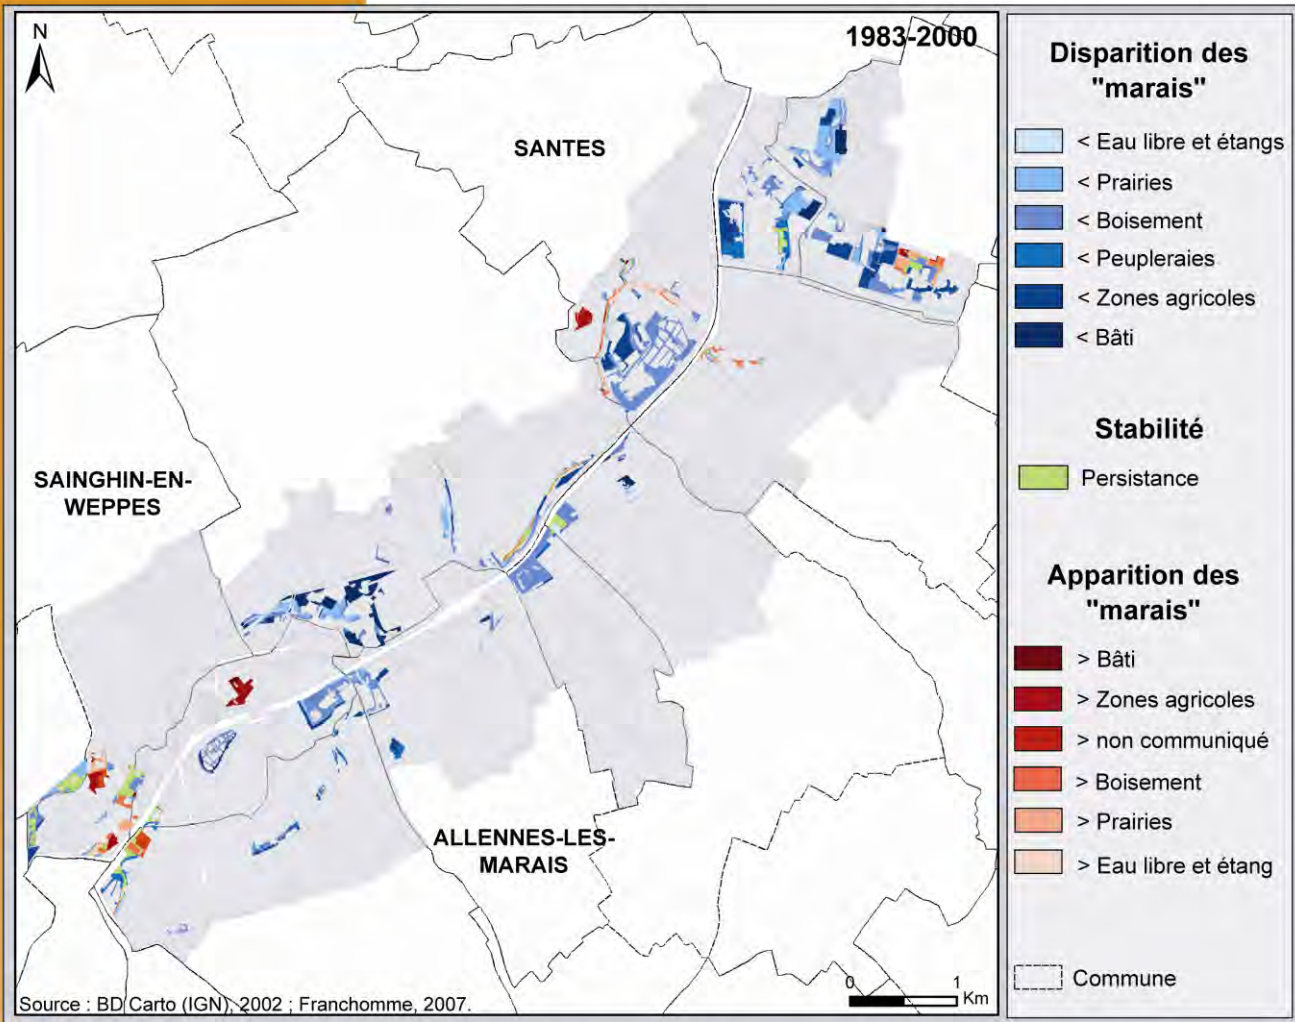 N
1983-2000
SANTES
SAINGHIN-EN-
WEPPES
ALLENNES-LES-
MARAIS
0 1
Km
Source : BD Carto (IGN), 2002 ; Franchomme, 2007.
Disparition des
"marais"
< Eau libre et étangs
< Prairies
< Boisement
< Peupleraies
< Zones agricoles
< Bâti
Stabilité
Persistance
Apparition des
"marais"
> Bâti
> Zones agricoles
> non communiqué
> Boisement
> Prairies
> Eau libre et étang
Commune